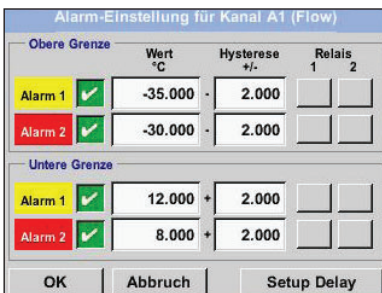 Alarm-Einstellung für Kanal A1 (Flow)
Obere Grenze
Wert °C Hysterese +/- Relais 1 2
Alarm 1 -35.000 - 2.000
Alarm 2 -30.000 - 2.000
Untere Grenze
Alarm 1 12.000 + 2.000
Alarm 2 8.000 + 2.000
OK Abbruch Setup Delay